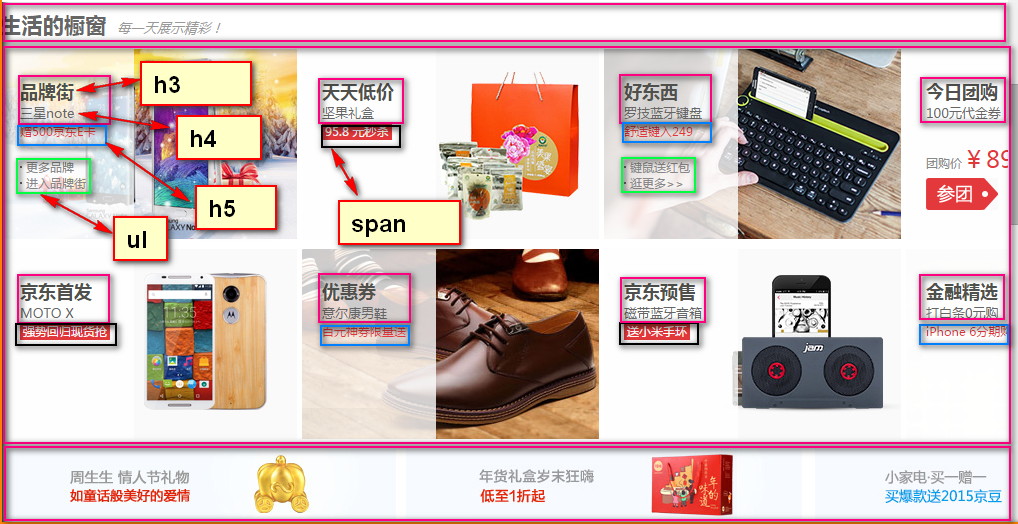 生活的橱窗 每一天展示精彩！
品牌街
三星note
赠500京东E卡
· 更多品牌
· 进入品牌街
h3
h4
h5
ul
SAMSUNG
GALAXY Not
天天低价
坚果礼盒
95.8 元秒杀
span
好东西
罗技蓝牙键盘
舒适键入249
· 键鼠送红包
· 逛更多>>
今日团购
100元代金券
团购价 ¥89
参团
京东首发
MOTO X
强势回归现货抢
11:35
优惠券
意尔康男鞋
百元神券限量送
京东预售
磁带蓝牙音箱
送小米手环
jam
金融精选
打白条0元购
iPhone 6分期购
周生生 情人节礼物
如童话般美好的爱情
年货礼盒岁末狂嗨
低至1折起
年的味道
小家电·买一赠一
买爆款送2015京豆